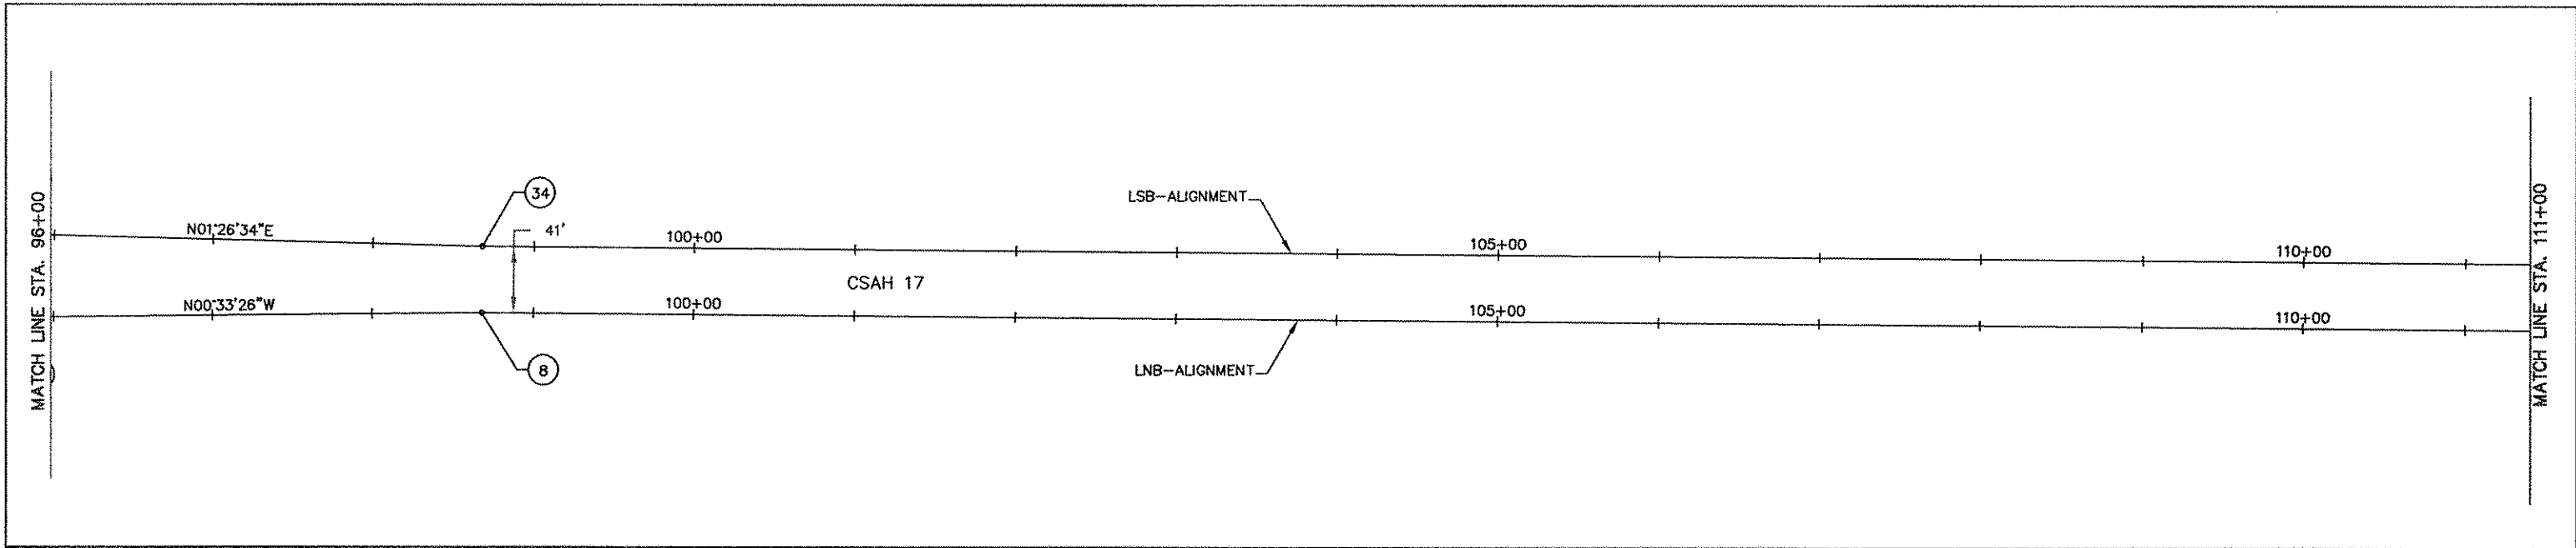 MATCH LINE STA. 96+00
34
LSB-ALIGNMENT
N01°26'34"E
41'
100+00
105+00
110+00
CSAH 17
N00°33'26"W
100+00
105+00
110+00
8
LNB-ALIGNMENT
MATCH LINE STA. 111+00